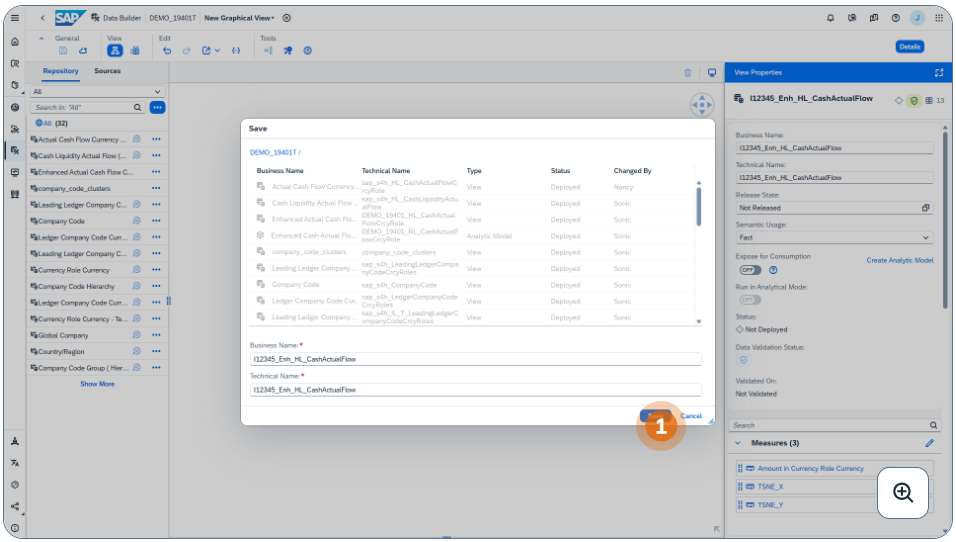 SAP Data Builder DEMO_19401T New Graphical View* J
General View Edit Tools Details
Repository Sources
View Properties
All
Search In: "All"
All (32)
Actual Cash Flow Currency ...
Cash Liquidity Actual Flow (...
Enhanced Actual Cash Flow C...
company_code_clusters
Leading Ledger Company C...
Company Code
Ledger Company Code Curr...
Leading Ledger Company C...
Currency Role Currency
Company Code Hierarchy
Ledger Company Code Curr...
Currency Role Currency - Te...
Global Company
Country/Region
Company Code Group ( Hier...
Show More
Save
DEMO_19401T /
Business Name Technical Name Type Status Changed By
Actual Cash Flow Currency... sap_s4h_HL_CashActualFlowC View Deployed Nancy
rcyRole
Cash Liquidity Actual Flow ... sap_s4h_HL_CashLiquidityActu View Deployed Sonic
alFlow
Enhanced Actual Cash Flo... DEMO_19401_HL_CashActual View Deployed Sonic
FlowCrcyRole
Enhanced Cash Actual Flo... DEMO_19401_RL_CashActualF Analytic Model Deployed Sonic
lowCrcyRole
company_code_clusters company_code_clusters View Deployed Sonic
Leading Ledger Company ... sap_s4h_LeadingLedgerCompa View Deployed Sonic
nyCodeCrcyRoles
Company Code sap_s4h_CompanyCode View Deployed Sonic
Ledger Company Code Cur. sap_s4h_LedgerCompanyCode View Deployed Sonic
CrcyRoles
Leading Ledger Company ... sap_s4h_IL_T_LeadingLedgerC View Deployed Sonic
ompanyCodeCrcyRoles
Business Name:*
I12345_Enh_HL_CashActualFlow
Technical Name:*
I12345_Enh_HL_CashActualFlow
1 Cancel
I12345_Enh_HL_CashActualFlow 13
Business Name:
I12345_Enh_HL_CashActualFlow
Technical Name:
I12345_Enh_HL_CashActualFlow
Release State:
Not Released
Semantic Usage:
Fact
Expose for Consumption
Create Analytic Model
OFF
Run in Analytical Mode:
OFF
Status:
Not Deployed
Data Validation Status:
Validated On:
Not Validated
Search
Measures (3)
Amount in Currency Role Currency
TSNE_X
TSNE_Y